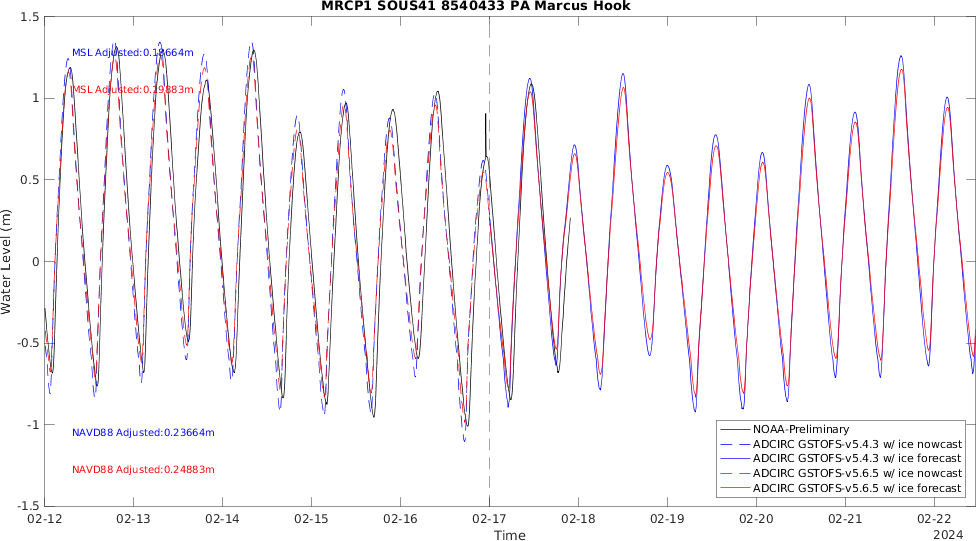 MRCP1 SOUS41 8540433 PA Marcus Hook
1.5
1
0.5
0
-0.5
-1
-1.5
Water Level (m)
MSL Adjusted:0.18664m
MSL Adjusted:0.19883m
NAVD88 Adjusted:0.23664m
NAVD88 Adjusted:0.24883m
NOAA-Preliminary
ADCIRC GSTOFS-v5.4.3 w/ ice nowcast
ADCIRC GSTOFS-v5.4.3 w/ ice forecast
ADCIRC GSTOFS-v5.6.5 w/ ice nowcast
ADCIRC GSTOFS-v5.6.5 w/ ice forecast
02-12 02-13 02-14 02-15 02-16 02-17 02-18 02-19 02-20 02-21 02-22
Time
2024